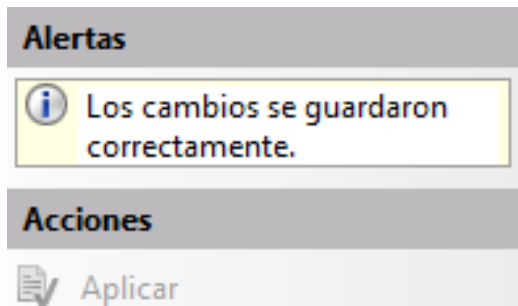 Alertas
Los cambios se guardaron
correctamente.
Acciones
Aplicar